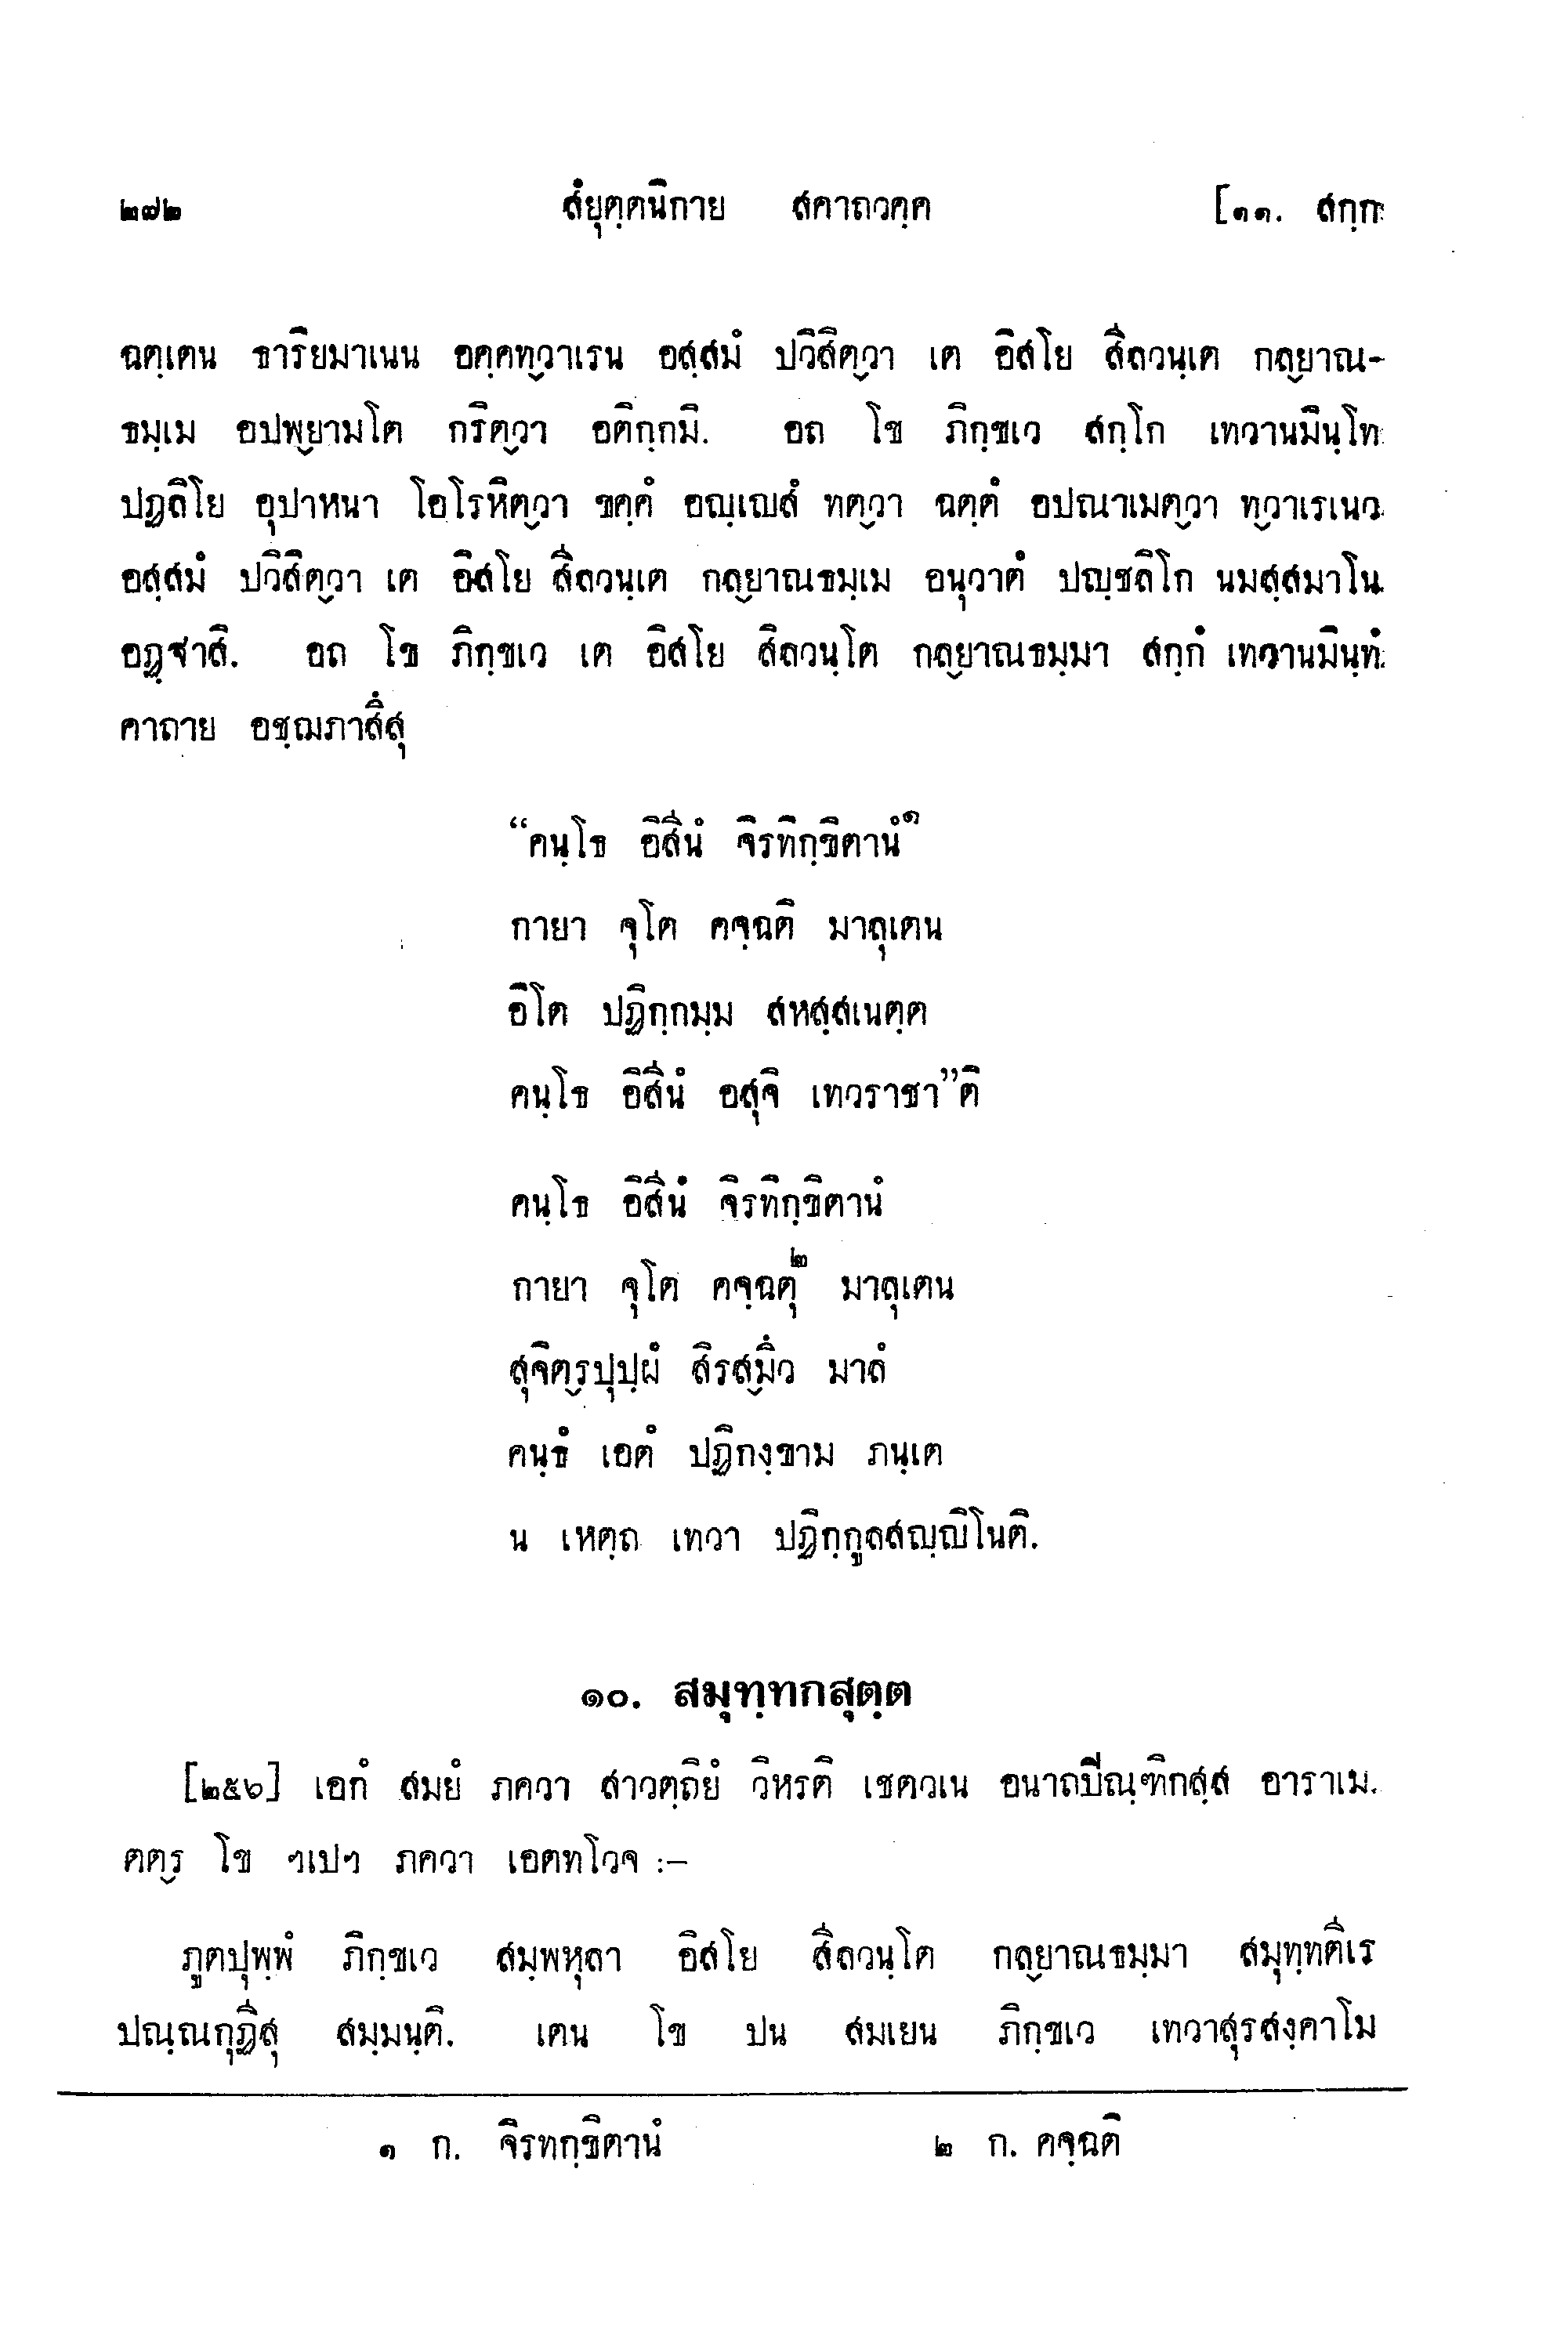 ๒๗๒ สํยุตฺตนิกาย สคาถวคฺค [๑๑. สกฺก
ฉตฺเตน ธาริยมาเนน อคฺคทฺวาเรน อสฺสมํ ปวิสิตฺวา เต อิสโย สีลวนฺเต กลฺยาณ-
ธมฺเม อปพฺยามโต กริตฺวา อติกฺกมิ. อถ โข ภิกฺขเว สกฺโก เทวานมินฺโท
ปฏลิโย อุปาหนา โอโรหิตฺวา ขคฺคํ อญฺเญสํ ทตฺวา ฉตฺตํ อปณาเมตฺวา ทฺวาเรเนว
อสฺสมํ ปวิสิตฺวา เต อิสโย สีลวนฺเต กลฺยาณธมฺเม อนุวาตํ ปญฺชลิโก นมสฺสมาโน
อฏฺฐาสิ. อถ โข ภิกฺขเว เต อิสโย สีลวนฺโต กลฺยาณธมฺมา สกฺกํ เทวานมินฺทํ
คาถาย อชฺฌภาสึสุ
“คนฺโธ อิสีนํ จิรทิกฺขิตานํ๑
กายา จุโต คจฺฉติ มาลุเตน
อิโต ปฏิกฺกมฺม สหสฺสเนตฺต
คนฺโธ อิสีนํ อสุจิ เทวราชา”ติ
คนฺโธ อิสีนํ จิรทิกฺขิตานํ
กายา จุโต คจฺฉตุ๒ มาลุเตน
สุจิตฺรปุปฺผํ สิรสฺมึว มาลํ
คนฺธํ เอตํ ปฏิกงฺขาม ภนฺเต
น เหตฺถ เทวา ปฏิกฺกูลสญฺญิโนติ.
๑๐. สมุทฺทกสุตฺต
[๒๕๖] เอกํ สมยํ ภควา สาวตฺถิยํ วิหรติ เชตวเน อนาถปิณฺฑิกสฺส อาราเม.
ตตฺร โข ฯเปฯ ภควา เอตทโวจ :–
ภูตปุพฺพํ ภิกฺขเว สมฺพหุลา อิสโย สีลวนฺโต กลฺยาณธมฺมา สมุทฺทตีเร
ปณฺณกุฏีสุ สมฺมนฺติ. เตน โข ปน สมเยน ภิกฺขเว เทวาสุรสงฺคาโม
๑ ก. จิรทกฺขิตานํ ๒ ก. คจฺฉติ